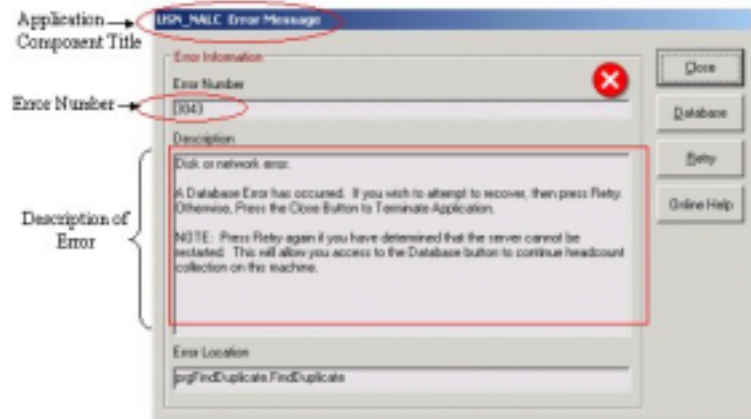 Application
Component Title
USN_NALC Error Message
Error Information
Error Number
Error Number
3043
Description
Description of
Error
Disk or network error.
A Database Error has occurred. If you wish to attempt to recover, then press Retry.
Otherwise, Press the Close Button to Terminate Application.
NOTE: Press Retry again if you have determined that the server cannot be
restarted. This will allow you access to the Database button to continue headcount
collection on this machine.
Error Location
prgFindDuplicate.FindDuplicate
Close
Database
Retry
Online Help